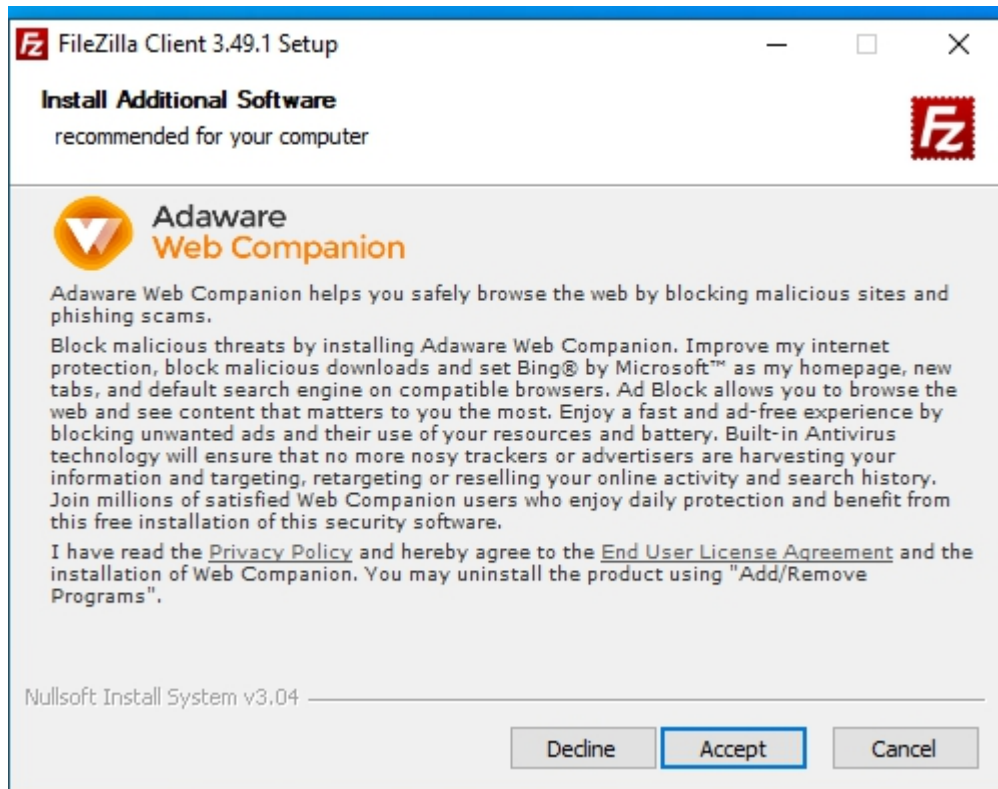 FileZilla Client 3.49.1 Setup
Install Additional Software
recommended for your computer
Fz
Adaware
Web Companion
Adaware Web Companion helps you safely browse the web by blocking malicious sites and
phishing scams.
Block malicious threats by installing Adaware Web Companion. Improve my internet
protection, block malicious downloads and set Bing® by Microsoft™ as my homepage, new
tabs, and default search engine on compatible browsers. Ad Block allows you to browse the
web and see content that matters to you the most. Enjoy a fast and ad-free experience by
blocking unwanted ads and their use of your resources and battery. Built-in Antivirus
technology will ensure that no more nosy trackers or advertisers are harvesting your
information and targeting, retargeting or reselling your online activity and search history.
Join millions of satisfied Web Companion users who enjoy daily protection and benefit from
this free installation of this security software.
I have read the Privacy Policy and hereby agree to the End User License Agreement and the
installation of Web Companion. You may uninstall the product using "Add/Remove
Programs".
Nullsoft Install System v3.04
Decline Accept Cancel